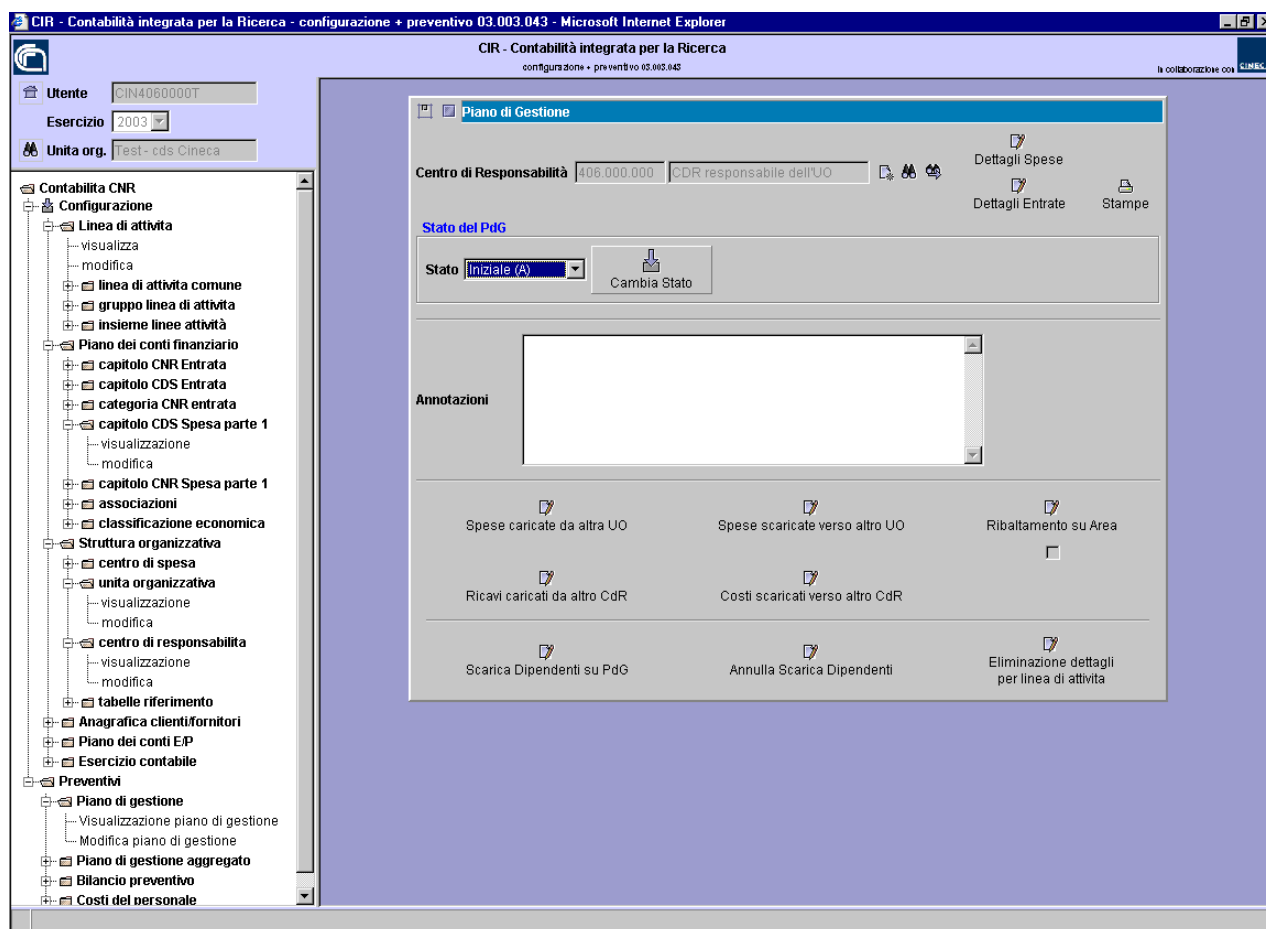 CIR - Contabilità integrata per la Ricerca - configurazione + preventivo 03.003.043 - Microsoft Internet Explorer
CIR - Contabilità integrata per la Ricerca
configurazione + preventivo 03.003.043
In collaborazione con CINEC
Utente CIN4060000T
Esercizio 2003
Unita org. Test- cds Cineca
Contabilita CNR
Configurazione
Linea di attivita
visualizza
modifica
linea di attivita comune
gruppo linea di attivita
insieme linee attività
Piano dei conti finanziario
capitolo CNR Entrata
capitolo CDS Entrata
categoria CNR entrata
capitolo CDS Spesa parte 1
visualizzazione
modifica
capitolo CNR Spesa parte 1
associazioni
classificazione economica
Struttura organizzativa
centro di spesa
unita organizzativa
visualizzazione
modifica
centro di responsabilita
visualizzazione
modifica
tabelle riferimento
Anagrafica clienti/fornitori
Piano dei conti E/P
Esercizio contabile
Preventivi
Piano di gestione
Visualizzazione piano di gestione
Modifica piano di gestione
Piano di gestione aggregato
Bilancio preventivo
Costi del personale
Piano di Gestione
Centro di Responsabilità 406.000.000 CDR responsabile dell'UO
Dettagli Spese
Dettagli Entrate
Stampe
Stato del PdG
Stato Iniziale (A)
Cambia Stato
Annotazioni
Spese caricate da altra UO
Spese scaricate verso altro UO
Ribaltamento su Area
Ricavi caricati da altro CdR
Costi scaricati verso altro CdR
Scarica Dipendenti su PdG
Annulla Scarica Dipendenti
Eliminazione dettagli
per linea di attivita